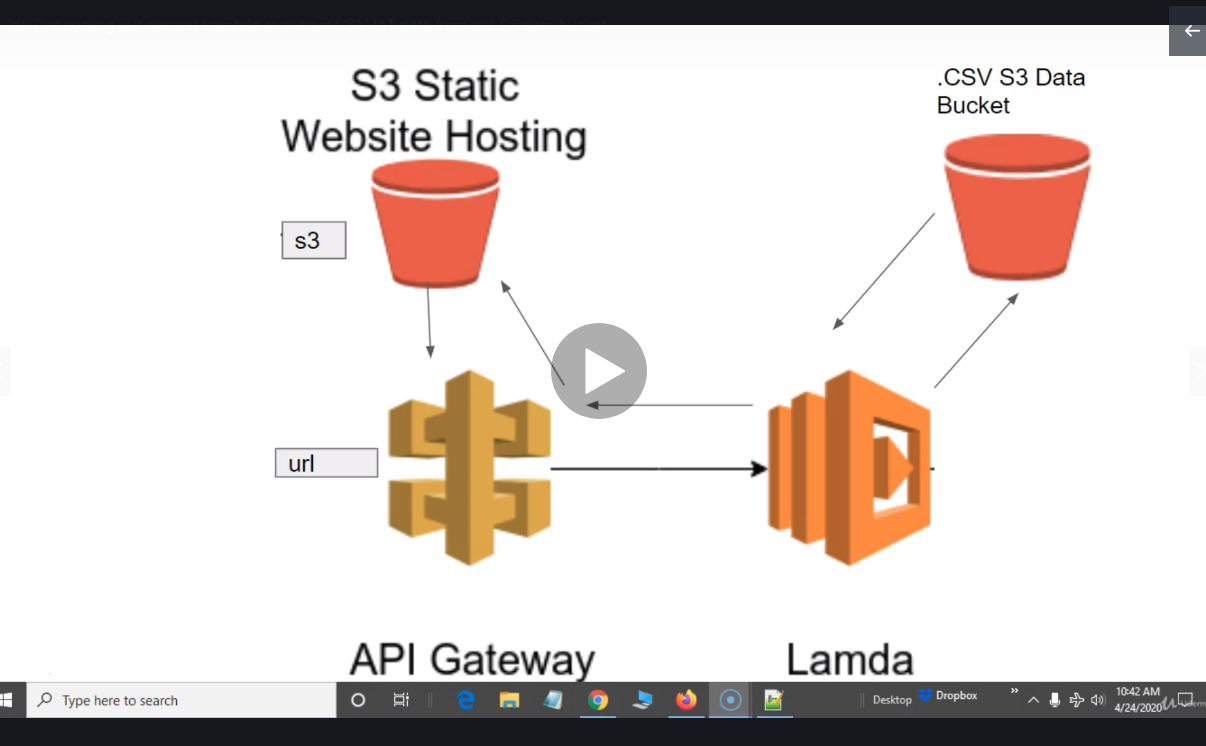 S3 Static
Website Hosting
.CSV S3 Data
Bucket
s3
url
API Gateway
Lamda
Type here to search
Desktop
Dropbox
10:42 AM
4/24/2020